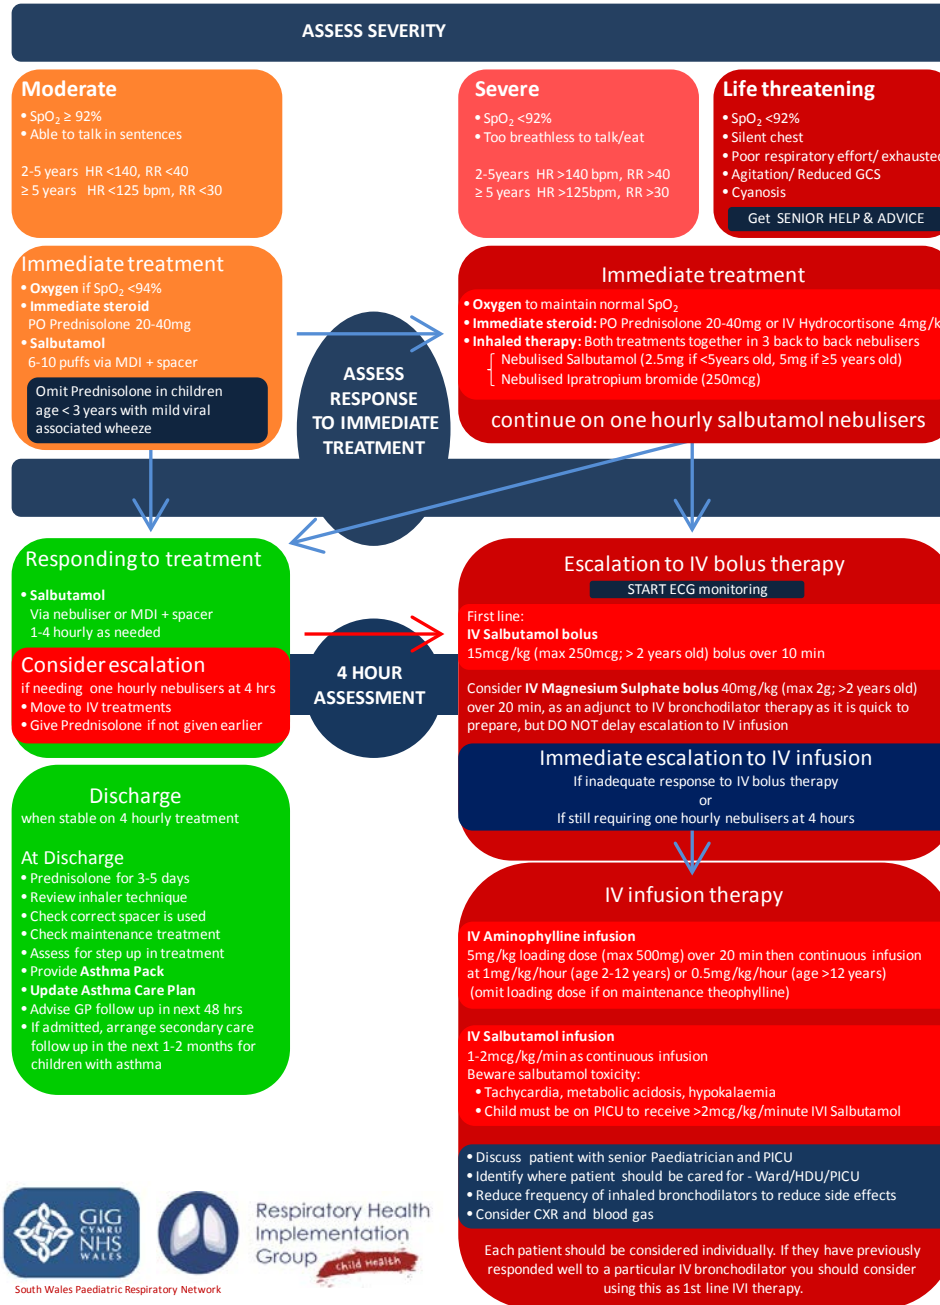 ASSESS SEVERITY
Moderate
• SpO₂ ≥ 92%
• Able to talk in sentences
2-5 years HR <140, RR <40
≥ 5 years HR <125 bpm, RR <30
Severe
• SpO₂ <92%
• Too breathless to talk/eat
2-5years HR >140 bpm, RR >40
≥ 5 years HR >125bpm, RR >30
Life threatening
• SpO₂ <92%
• Silent chest
• Poor respiratory effort/ exhausted
• Agitation/ Reduced GCS
• Cyanosis
Get SENIOR HELP & ADVICE
Immediate treatment
• Oxygen if SpO₂ <94%
• Immediate steroid
PO Prednisolone 20-40mg
• Salbutamol
6-10 puffs via MDI + spacer
Omit Prednisolone in children
age < 3 years with mild viral
associated wheeze
ASSESS
RESPONSE
TO IMMEDIATE
TREATMENT
Immediate treatment
• Oxygen to maintain normal SpO₂
• Immediate steroid: PO Prednisolone 20-40mg or IV Hydrocortisone 4mg/k
• Inhaled therapy: Both treatments together in 3 back to back nebulisers
Nebulised Salbutamol (2.5mg if <5years old, 5mg if ≥5 years old)
Nebulised Ipratropium bromide (250mcg)
continue on one hourly salbutamol nebulisers
Responding to treatment
• Salbutamol
Via nebuliser or MDI + spacer
1-4 hourly as needed
Consider escalation
if needing one hourly nebulisers at 4 hrs
• Move to IV treatments
• Give Prednisolone if not given earlier
4 HOUR
ASSESSMENT
Escalation to IV bolus therapy
START ECG monitoring
First line:
IV Salbutamol bolus
15mcg/kg (max 250mcg; > 2 years old) bolus over 10 min
Consider IV Magnesium Sulphate bolus 40mg/kg (max 2g; >2 years old)
over 20 min, as an adjunct to IV bronchodilator therapy as it is quick to
prepare, but DO NOT delay escalation to IV infusion
Immediate escalation to IV infusion
If inadequate response to IV bolus therapy
or
If still requiring one hourly nebulisers at 4 hours
Discharge
when stable on 4 hourly treatment
At Discharge
• Prednisolone for 3-5 days
• Review inhaler technique
• Check correct spacer is used
• Check maintenance treatment
• Assess for step up in treatment
• Provide Asthma Pack
• Update Asthma Care Plan
• Advise GP follow up in next 48 hrs
• If admitted, arrange secondary care
follow up in the next 1-2 months for
children with asthma
IV infusion therapy
IV Aminophylline infusion
5mg/kg loading dose (max 500mg) over 20 min then continuous infusion
at 1mg/kg/hour (age 2-12 years) or 0.5mg/kg/hour (age >12 years)
(omit loading dose if on maintenance theophylline)
IV Salbutamol infusion
1-2mcg/kg/min as continuous infusion
Beware salbutamol toxicity:
• Tachycardia, metabolic acidosis, hypokalaemia
• Child must be on PICU to receive >2mcg/kg/minute IVI Salbutamol
• Discuss patient with senior Paediatrician and PICU
• Identify where patient should be cared for - Ward/HDU/PICU
• Reduce frequency of inhaled bronchodilators to reduce side effects
• Consider CXR and blood gas
Each patient should be considered individually. If they have previously
responded well to a particular IV bronchodilator you should consider
using this as 1st line IVI therapy.
GIG
CYMRU
NHS
WALES
Respiratory Health
Implementation
Group
Child Health
South Wales Paediatric Respiratory Network